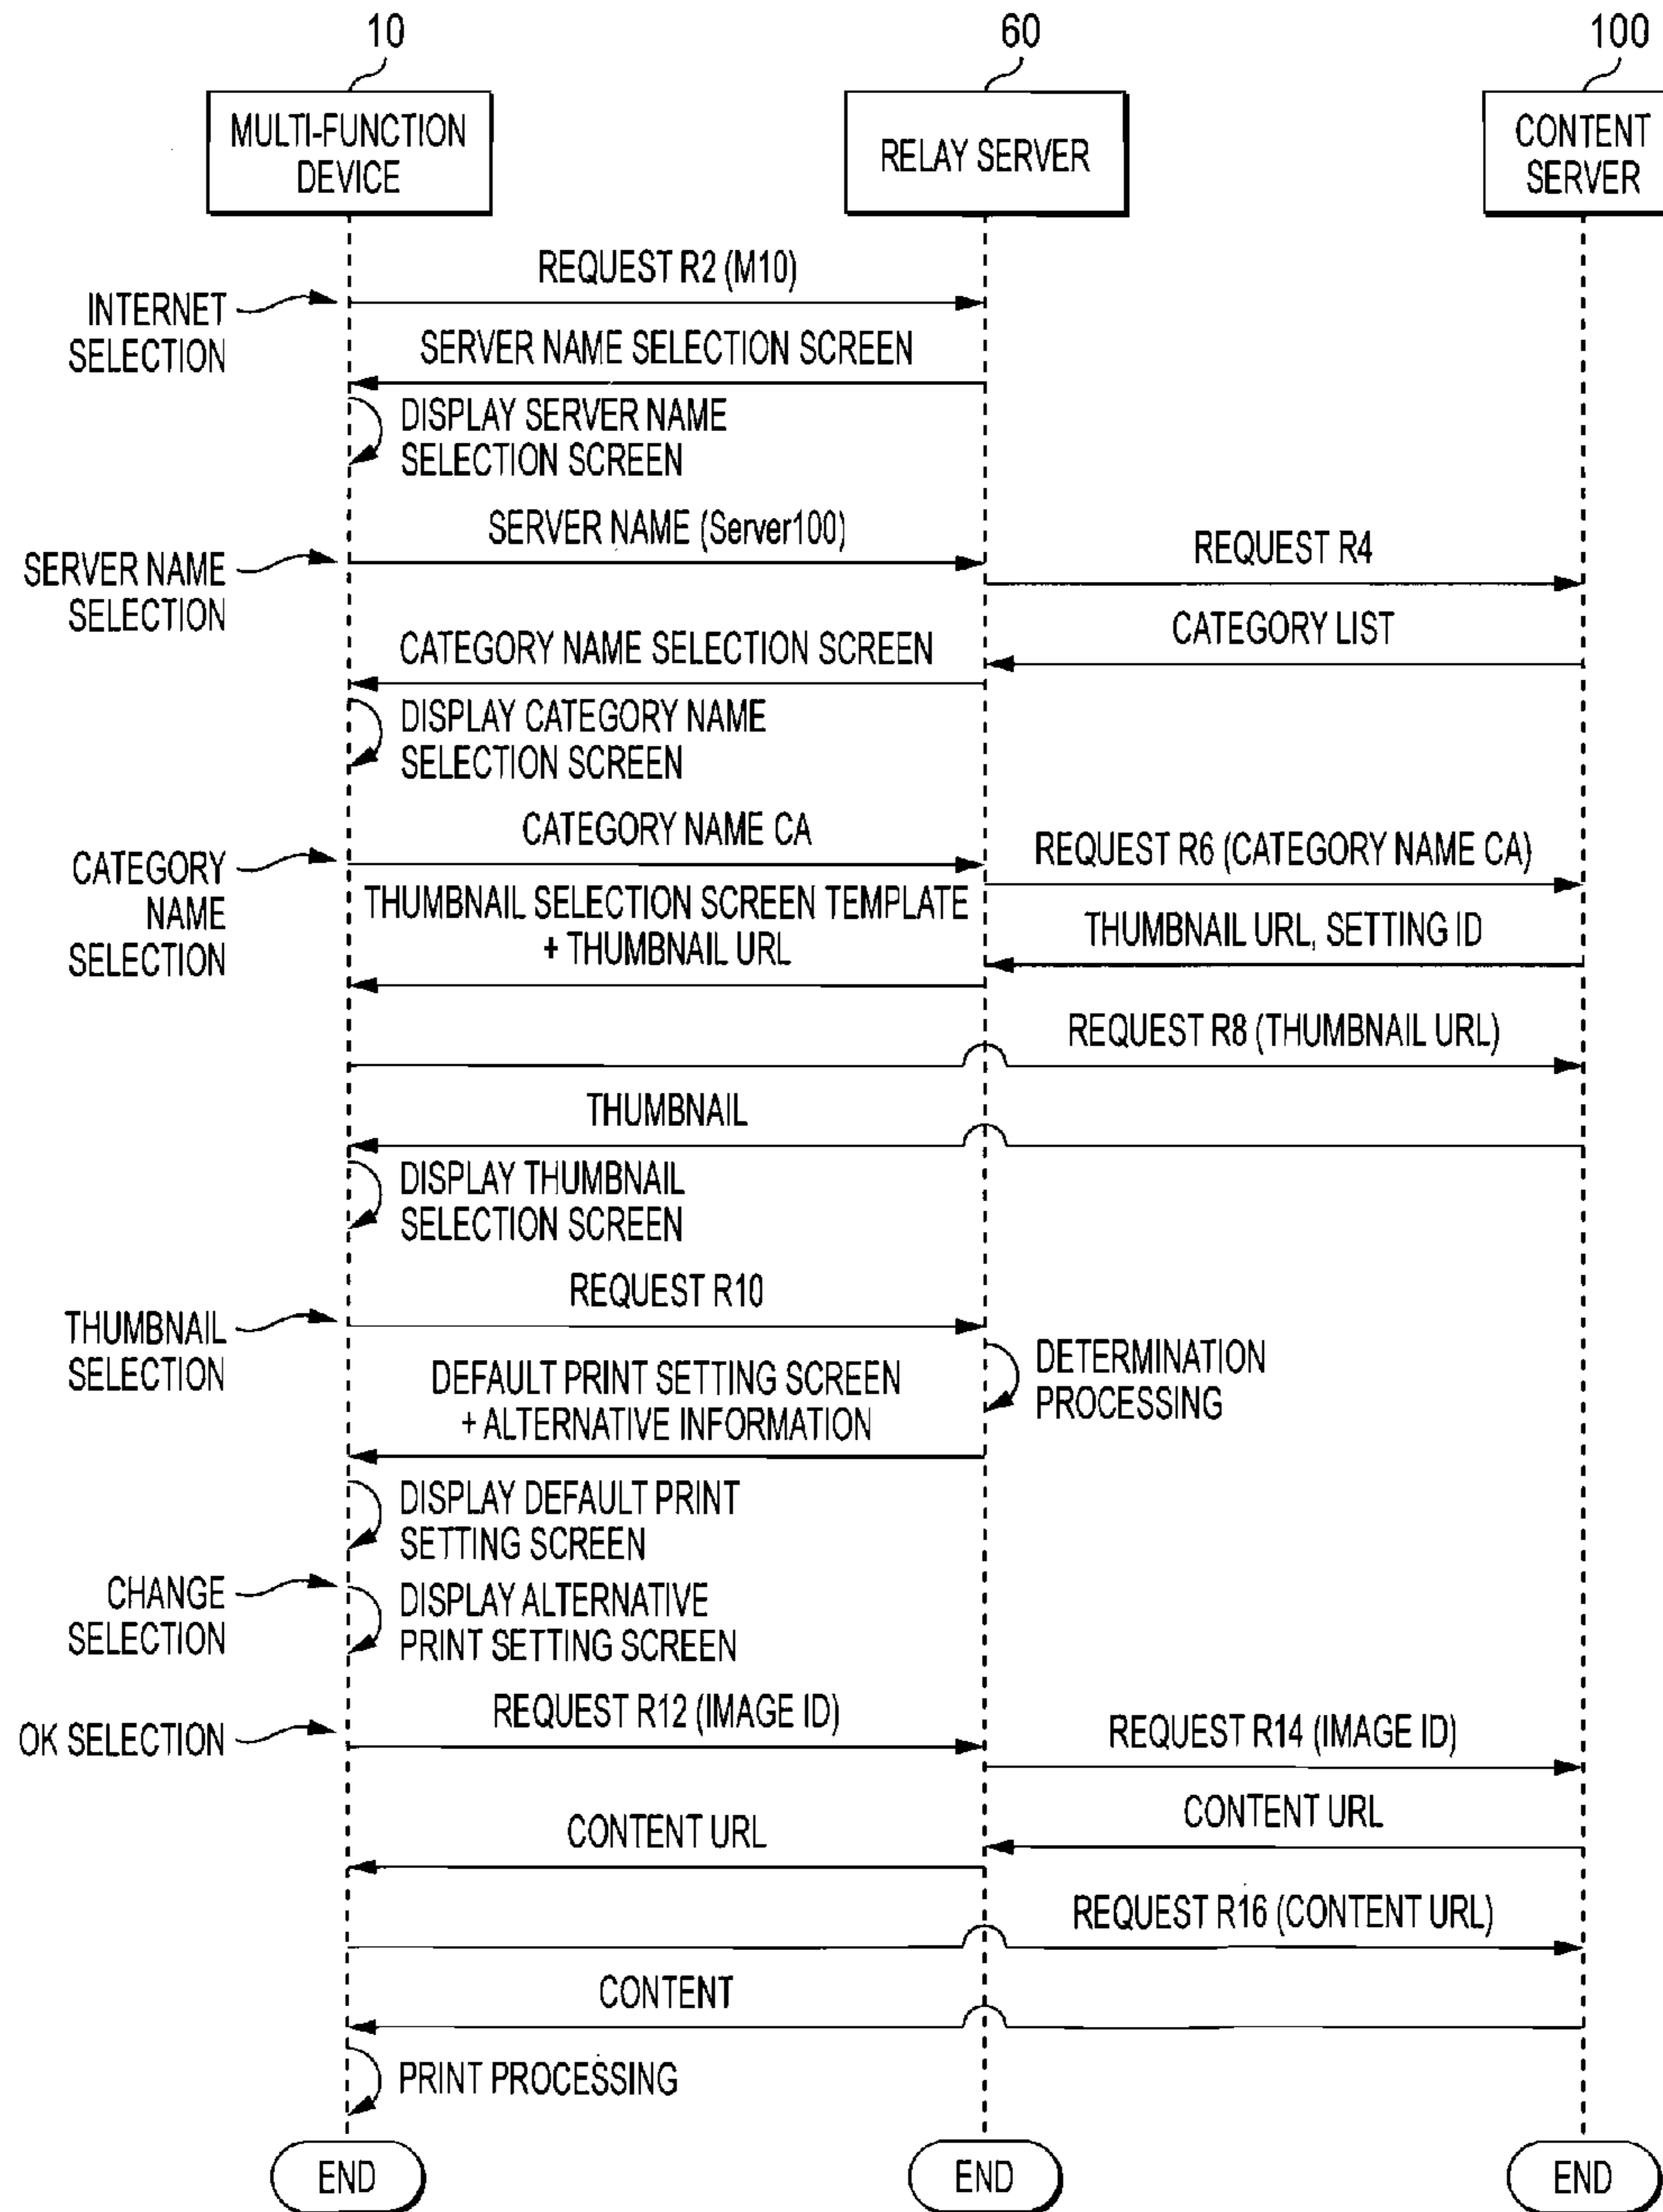 10
60
100
MULTI-FUNCTION
DEVICE
RELAY SERVER
CONTENT
SERVER
REQUEST R2 (M10)
INTERNET
SELECTION
SERVER NAME SELECTION SCREEN
DISPLAY SERVER NAME
SELECTION SCREEN
SERVER NAME (Server100)
SERVER NAME
SELECTION
REQUEST R4
CATEGORY LIST
CATEGORY NAME SELECTION SCREEN
DISPLAY CATEGORY NAME
SELECTION SCREEN
CATEGORY NAME CA
CATEGORY
NAME
SELECTION
REQUEST R6 (CATEGORY NAME CA)
THUMBNAIL URL, SETTING ID
THUMBNAIL SELECTION SCREEN TEMPLATE
+ THUMBNAIL URL
REQUEST R8 (THUMBNAIL URL)
THUMBNAIL
DISPLAY THUMBNAIL
SELECTION SCREEN
REQUEST R10
THUMBNAIL
SELECTION
DETERMINATION
PROCESSING
DEFAULT PRINT SETTING SCREEN
+ ALTERNATIVE INFORMATION
DISPLAY DEFAULT PRINT
SETTING SCREEN
CHANGE
SELECTION
DISPLAY ALTERNATIVE
PRINT SETTING SCREEN
REQUEST R12 (IMAGE ID)
OK SELECTION
REQUEST R14 (IMAGE ID)
CONTENT URL
CONTENT URL
REQUEST R16 (CONTENT URL)
CONTENT
PRINT PROCESSING
END
END
END